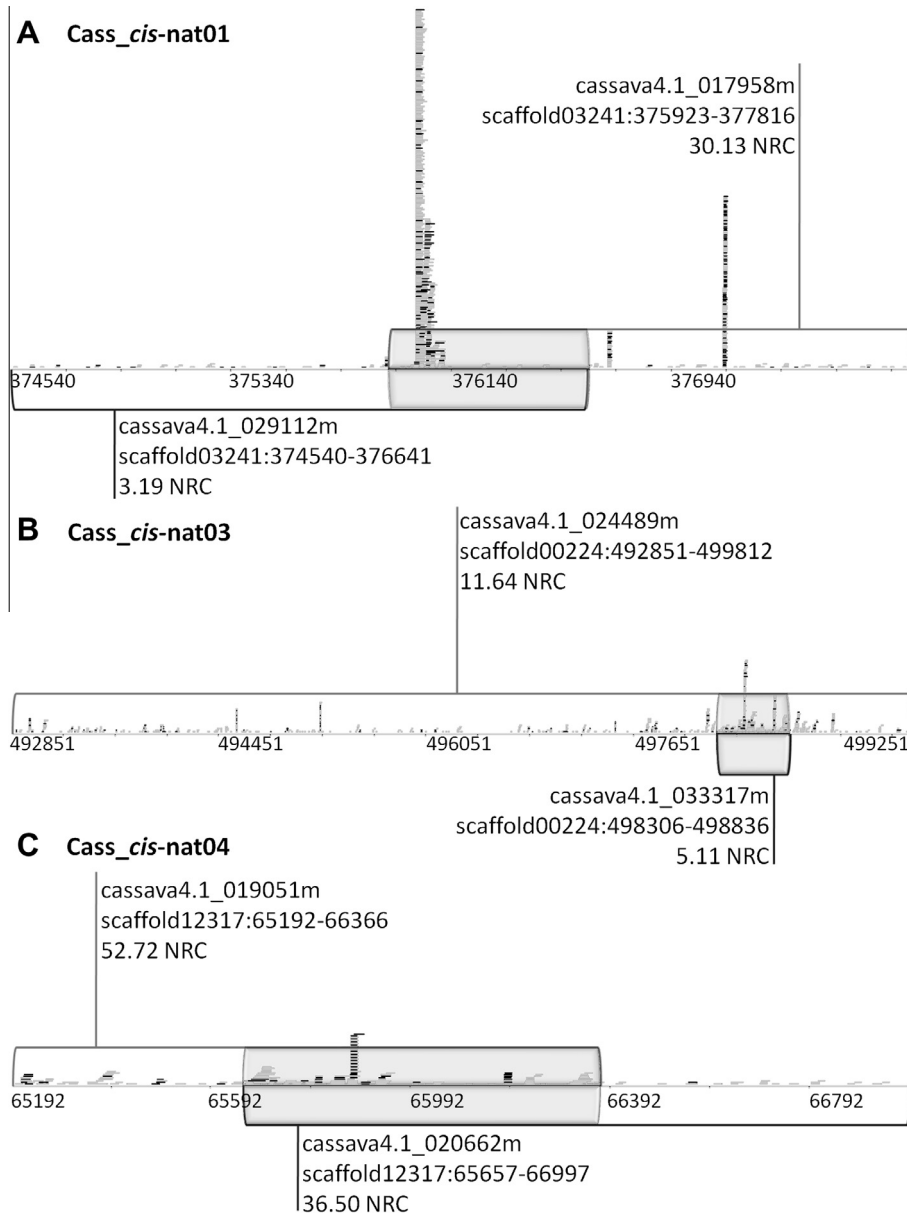 A Cass_cis-nat01
cassava4.1_017958m
scaffold03241:375923-377816
30.13 NRC
374540 375340 376140 376940
cassava4.1_029112m
scaffold03241:374540-376641
3.19 NRC
B Cass_cis-nat03
cassava4.1_024489m
scaffold00224:492851-499812
11.64 NRC
492851 494451 496051 497651 499251
cassava4.1_033317m
scaffold00224:498306-498836
5.11 NRC
C Cass_cis-nat04
cassava4.1_019051m
scaffold12317:65192-66366
52.72 NRC
65192 65592 65992 66392 66792
cassava4.1_020662m
scaffold12317:65657-66997
36.50 NRC